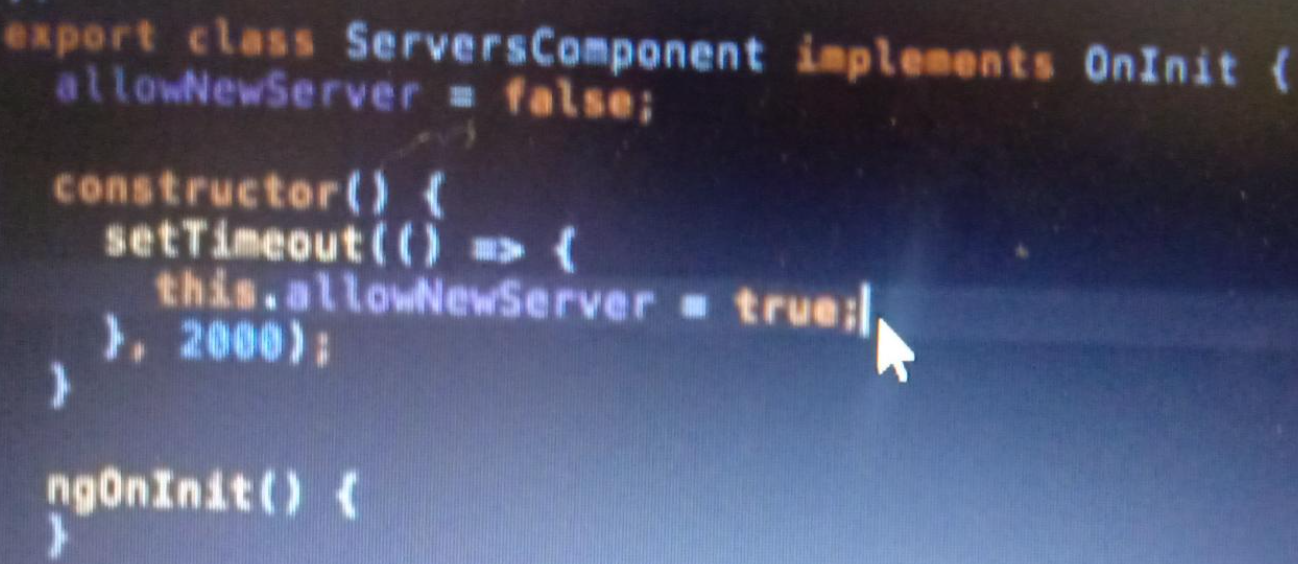 export class ServersComponent implements OnInit {
allowNewServer = false;
constructor() {
setTimeout(() => {
this.allowNewServer = true;
}, 2000);
}
ngOnInit() {
}